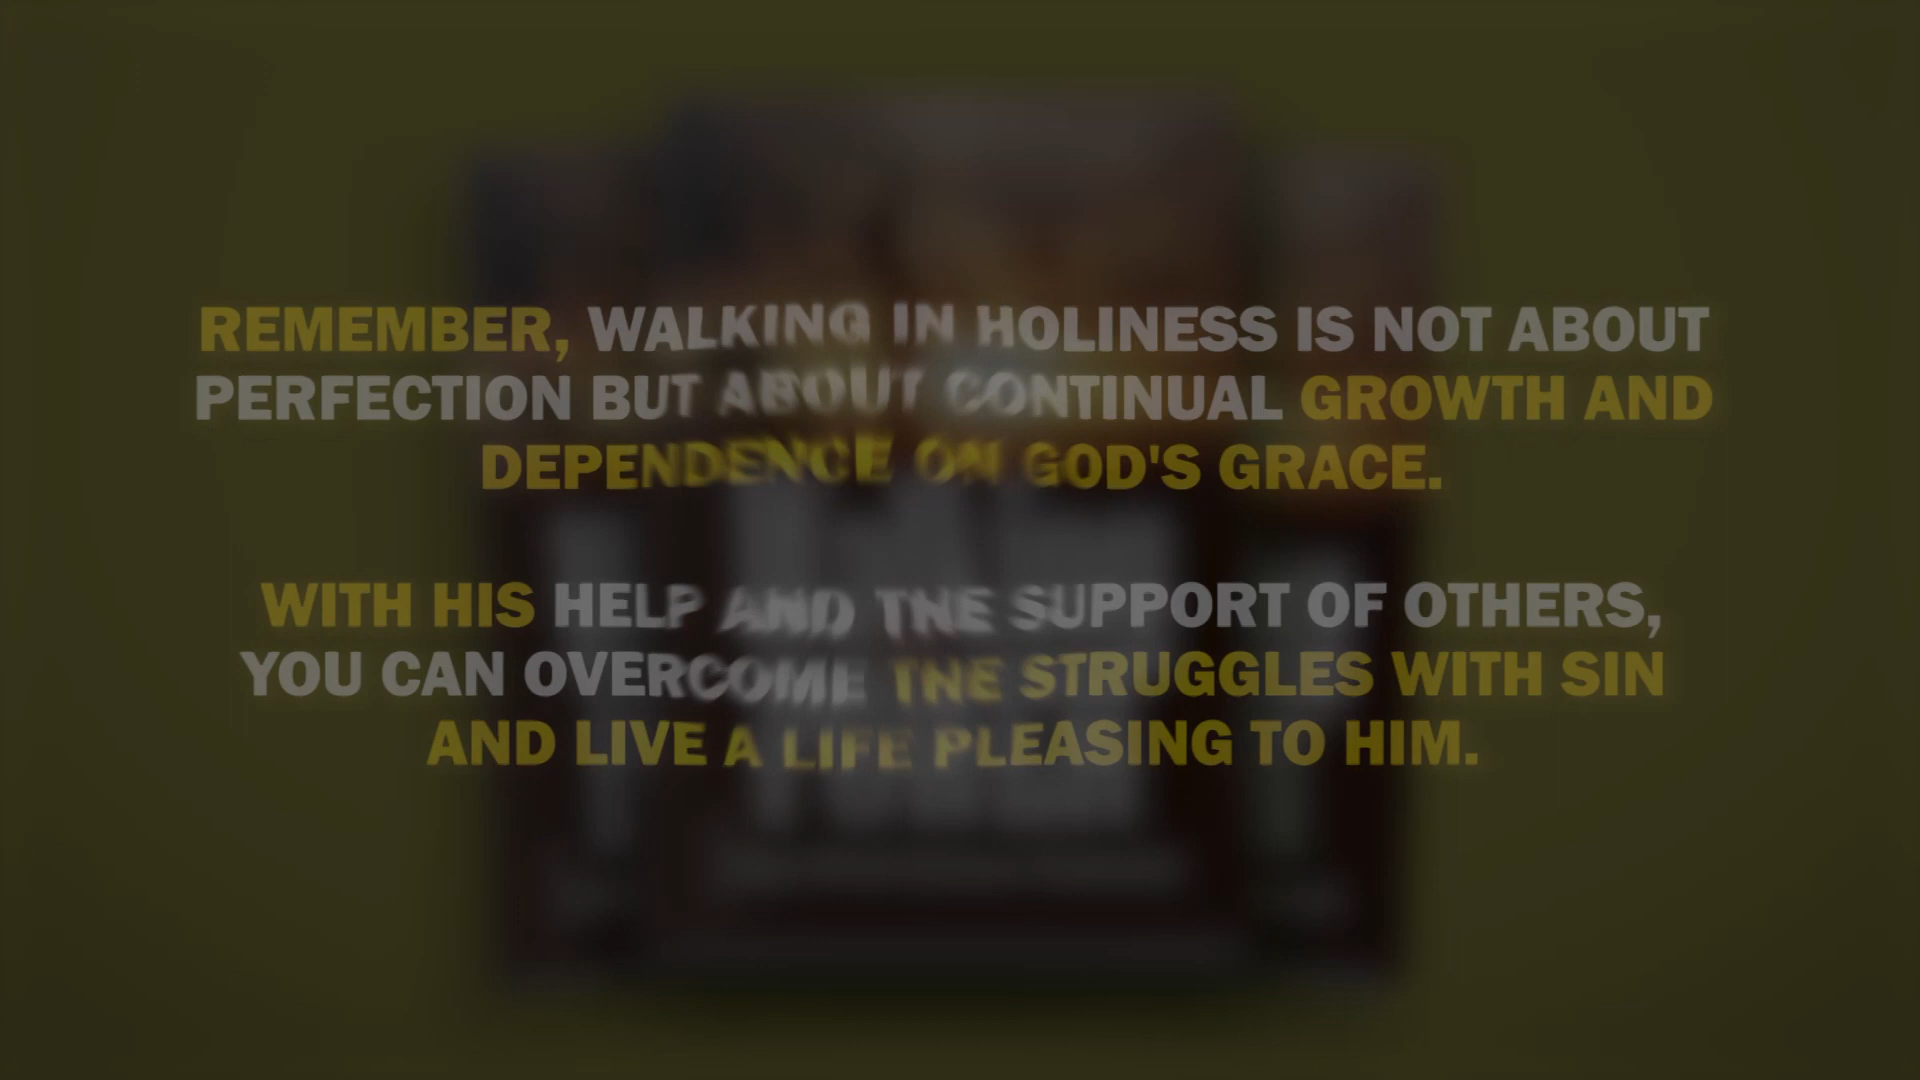 REMEMBER, WALKING IN HOLINESS IS NOT ABOUT
PERFECTION BUT ABOUT CONTINUAL GROWTH AND
DEPENDENCE ON GOD'S GRACE.
WITH HIS HELP AND THE SUPPORT OF OTHERS,
YOU CAN OVERCOME THE STRUGGLES WITH SIN
AND LIVE A LIFE PLEASING TO HIM.